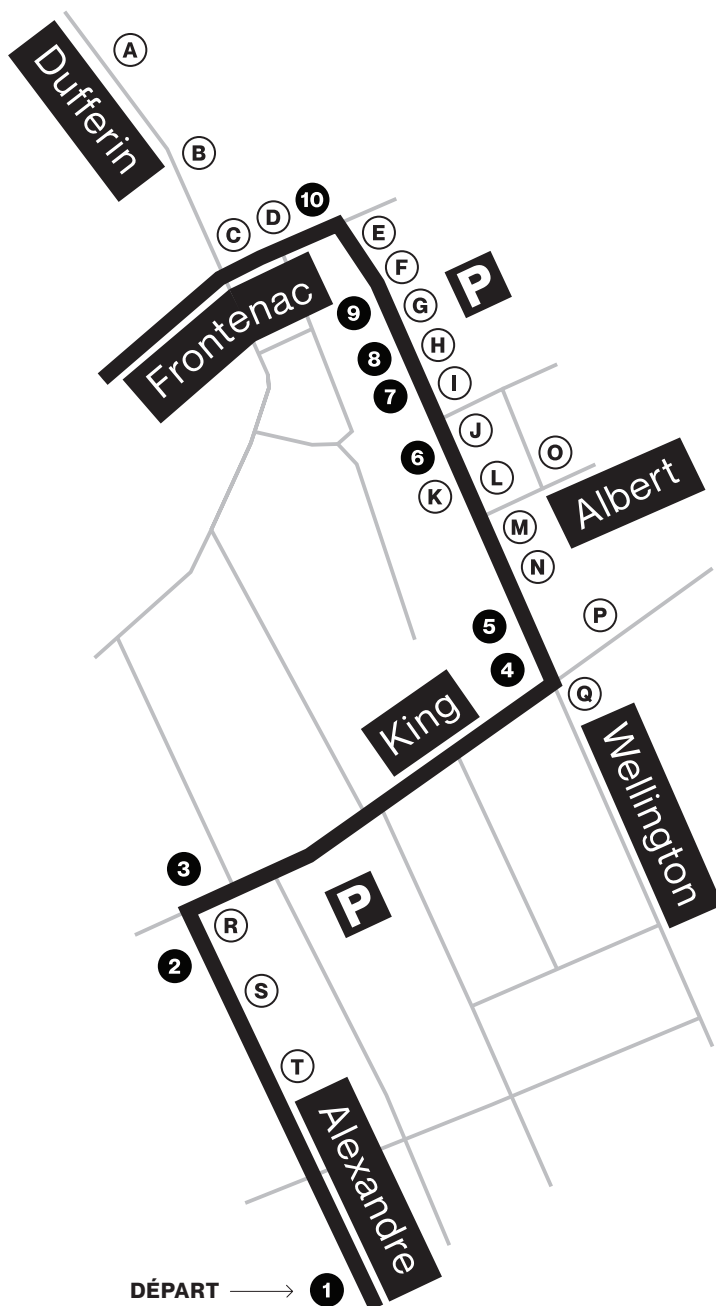 A
Dufferin
B
10
D
C
E
F
P
Frontenac
G
9
H
8
I
7
J
6
O
L
K
Albert
M
N
P
5
4
Q
King
Wellington
3
P
R
2
S
T
Alexandre
DÉPART
1